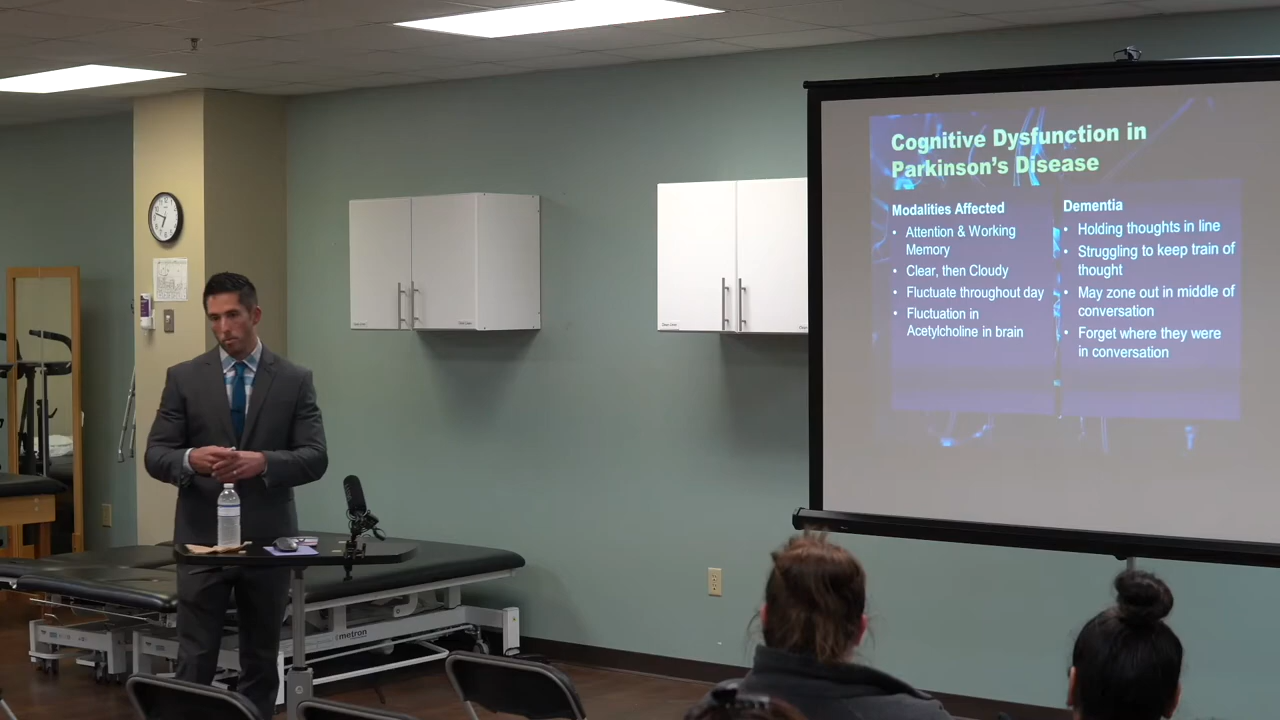 Cognitive Dysfunction in
Parkinson's Disease
Modalities Affected
• Attention & Working
Memory
• Clear, then Cloudy
• Fluctuate throughout day
• Fluctuation in
Acetylcholine in brain
Dementia
• Holding thoughts in line
• Struggling to keep train of
thought
• May zone out in middle of
conversation
• Forget where they were
in conversation
metron